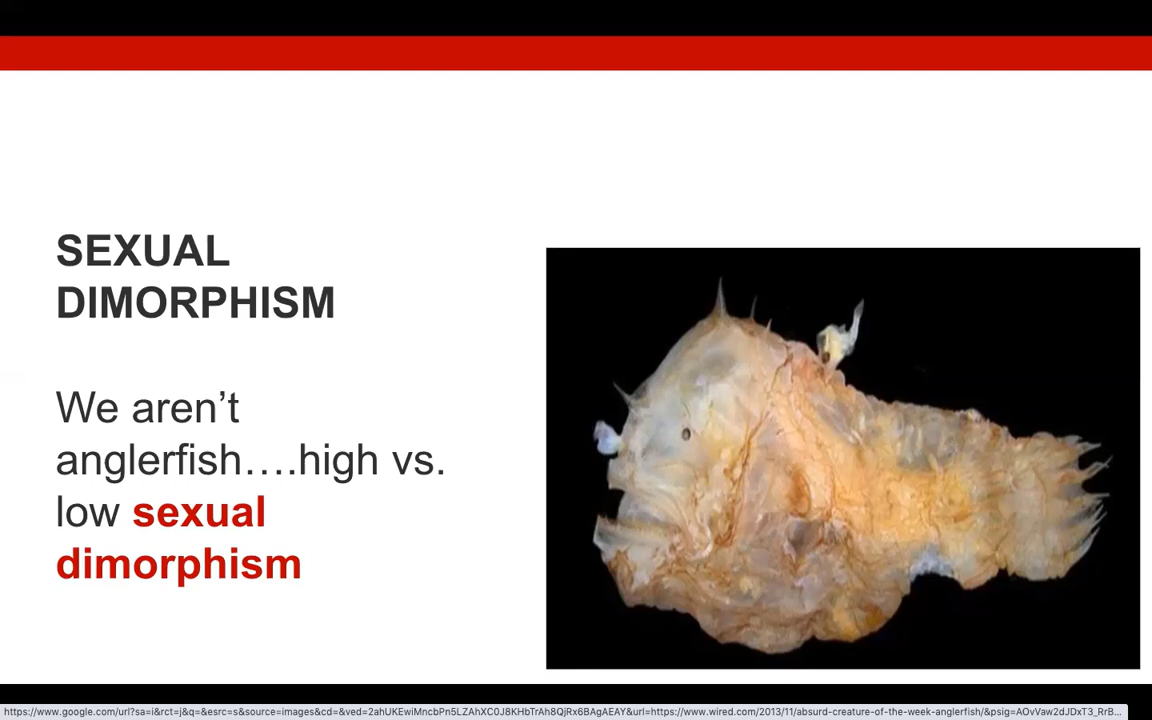 SEXUAL
DIMORPHISM
We aren’t
anglerfish….high vs.
low sexual
dimorphism
https://www.google.com/url?sa=i&rct=j&q=&esrc=s&source=images&cd=&ved=2ahUKEwiMncbPn5LZAhXC0J8KHbTrAh8QjRx6BAgAEAY&url=https://www.wired.com/2013/11/absurd-creature-of-the-week-anglerfish/&psig=AOvVaw2dJDxT3_RrB...